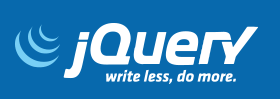 jQuery
write less, do more.